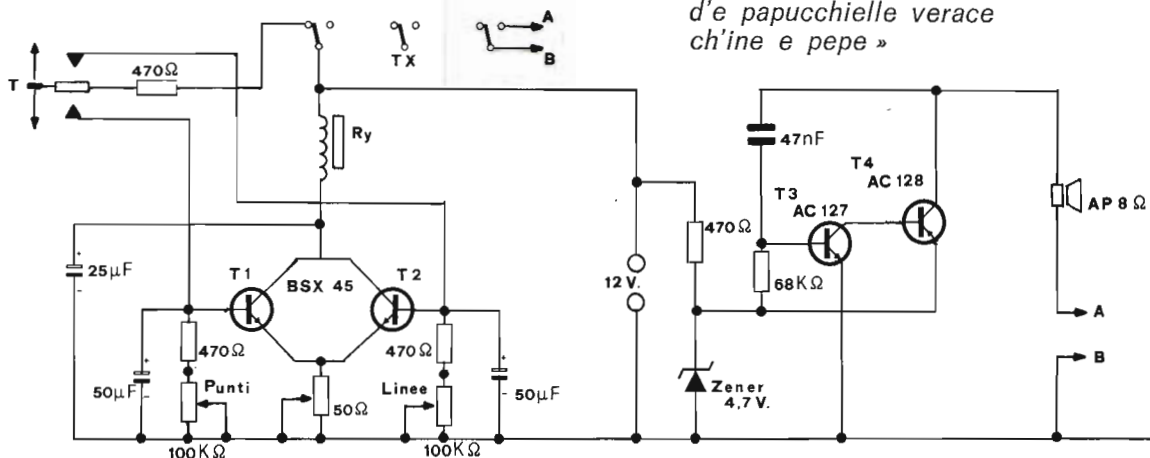 d'e papucchielle verace
ch'ine e pepe »
A
B
TX
T
470Ω
Ry
47nF
T3
AC 127
T4
AC 128
AP 8 Ω
470Ω
68KΩ
12 V.
25μF
+
-
T1
BSX 45
T2
A
B
470Ω
470Ω
50μF
+
-
Punti
50Ω
Linee
50μF
+
-
Zener
4,7 V.
100KΩ
100KΩ